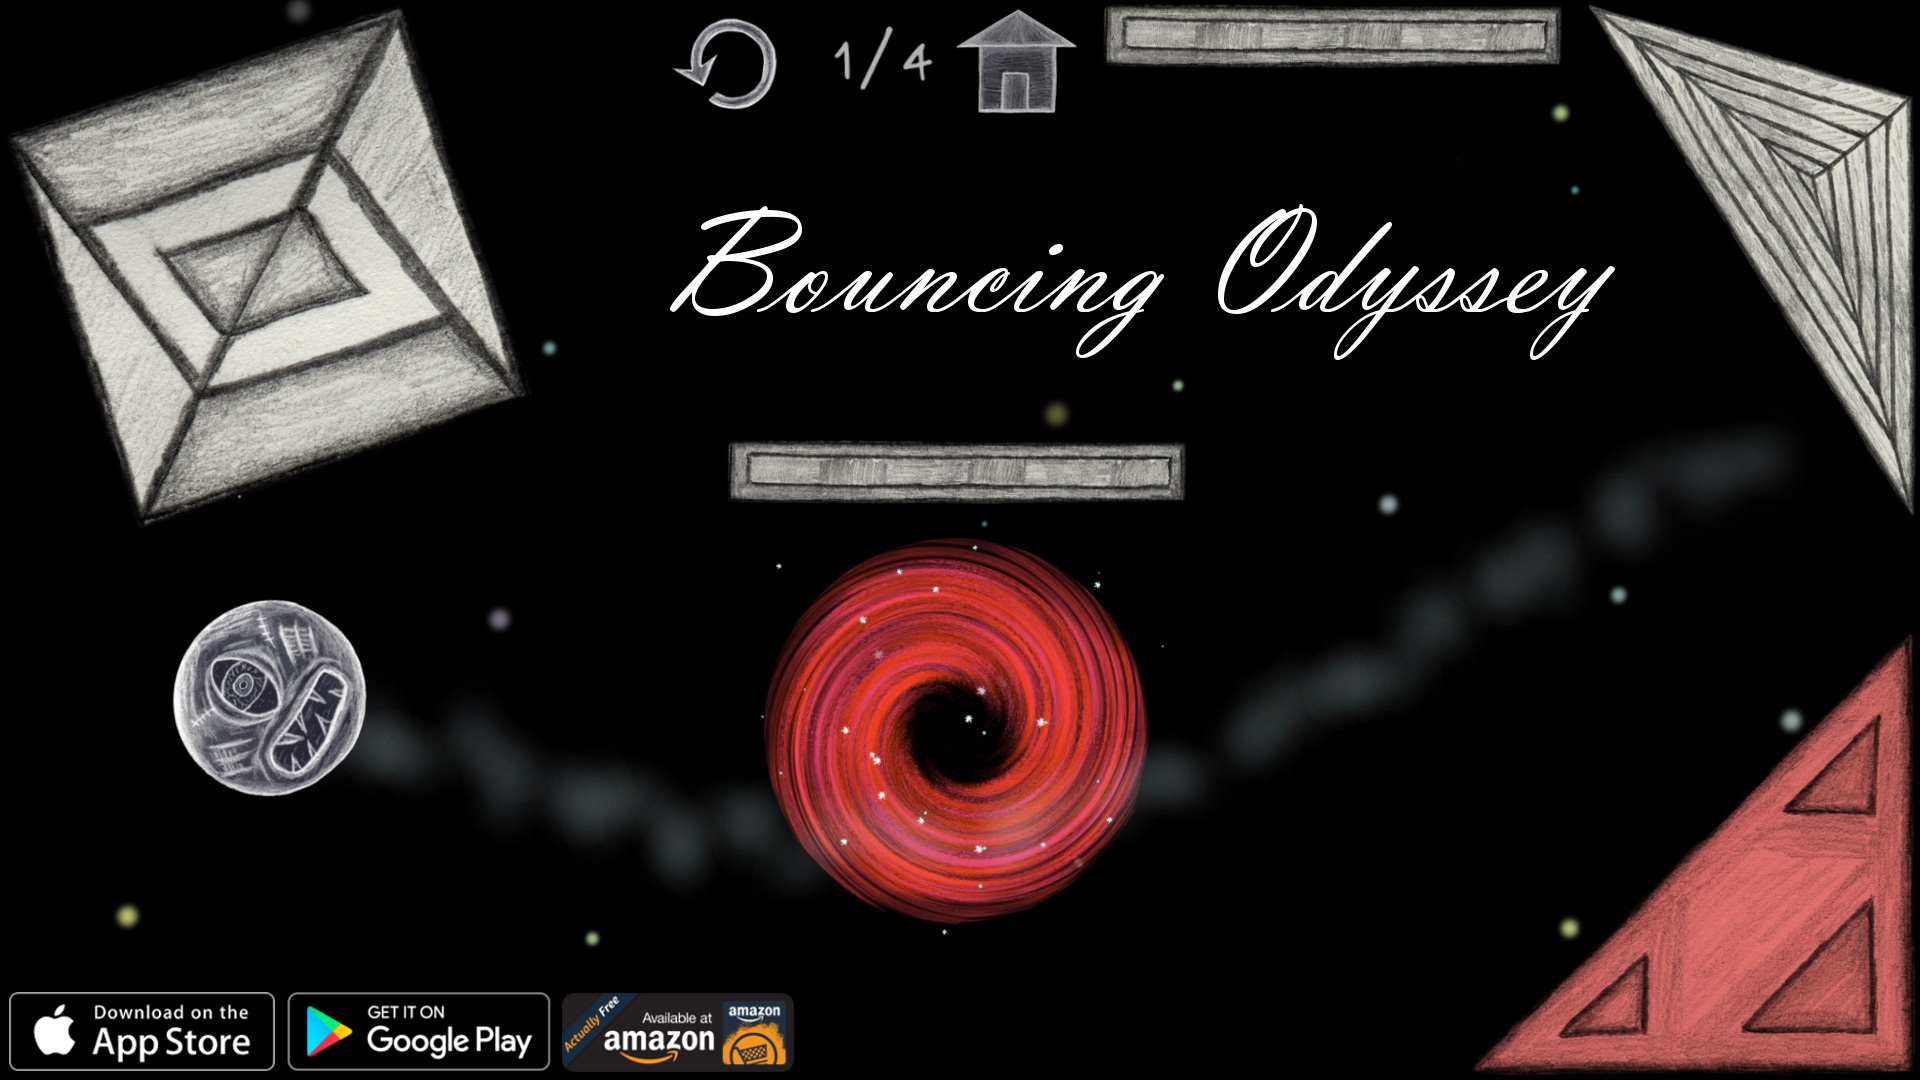 1/4
Bouncing Odyssey
Download on the
App Store
GET IT ON
Google Play
Actually Free
Available at
amazon
amazon